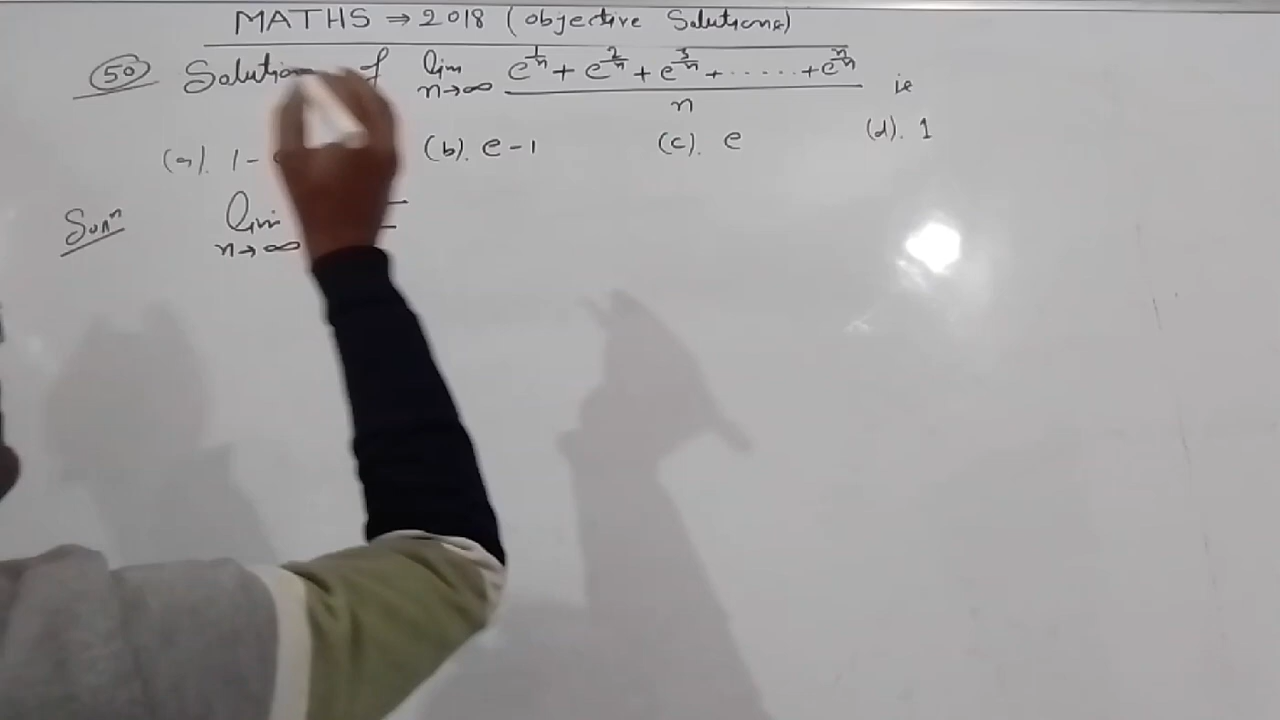 MATHS → 2018 (Objective Solutions)
(50) Solution of lim n→∞ e^{1/n} + e^{2/n} + e^{3/n} + ..... + e^{n/n} / n is
(a). 1 - (b). e - 1 (c). e (d). 1
Soln lim n→∞